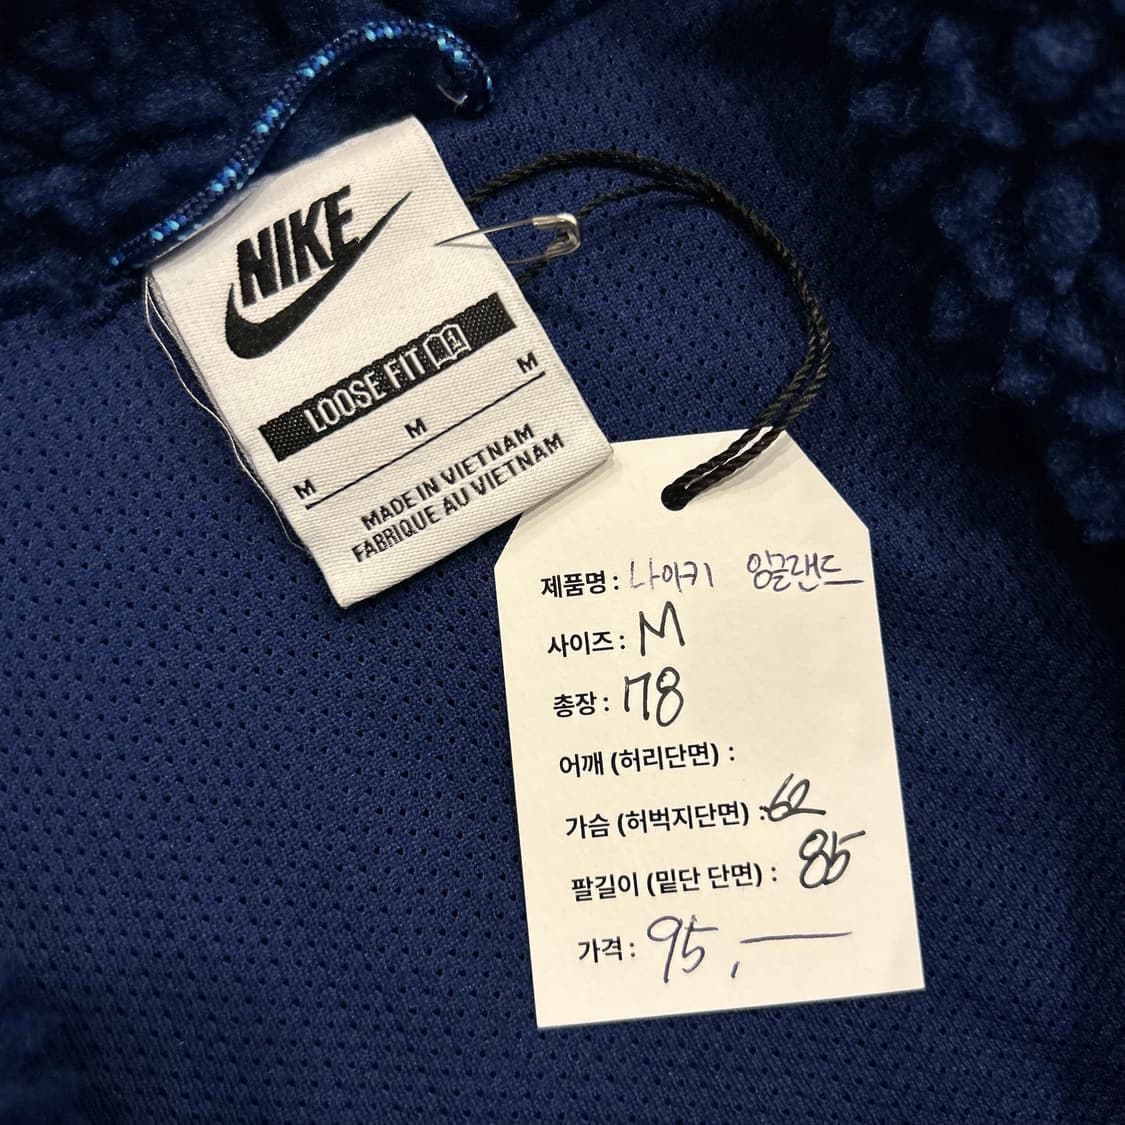 NIKE
LOOSE FIT
M
M
M
MADE IN VIETNAM
FABRIQUE AU VIETNAM
제품명 : 나이키 잉글랜드
사이즈 : M
총장 : 78
어깨 (허리단면) :
가슴 (허벅지단면) : 62
팔길이 (밑단 단면) : 85
가격 : 95,—